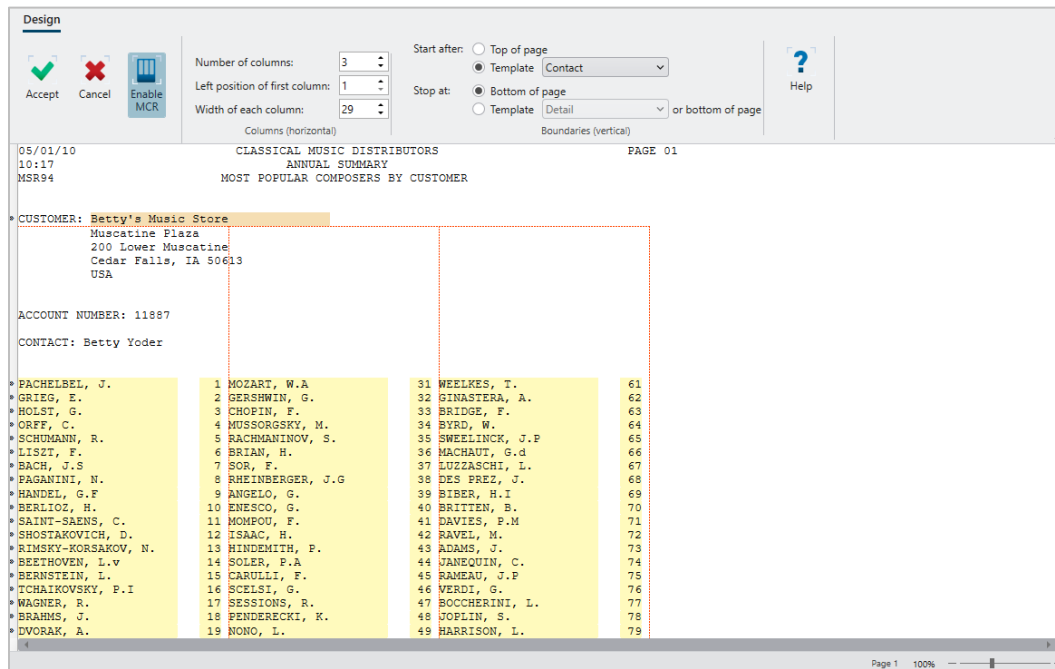 Design
Accept
Cancel
Enable
MCR
Number of columns: 3
Left position of first column: 1
Width of each column: 29
Columns (horizontal)
Start after: Top of page
Template Contact
Stop at: Bottom of page
Template Detail or bottom of page
Boundaries (vertical)
?
Help
05/01/10 CLASSICAL MUSIC DISTRIBUTORS PAGE 01
10:17 ANNUAL SUMMARY
MSR94 MOST POPULAR COMPOSERS BY CUSTOMER
CUSTOMER: Betty's Music Store
Muscatine Plaza
200 Lower Muscatine
Cedar Falls, IA 50613
USA
ACCOUNT NUMBER: 11887
CONTACT: Betty Yoder
PACHELBEL, J. 1 MOZART, W.A 31 WEELKES, T. 61
GRIEG, E. 2 GERSHWIN, G. 32 GINASTERA, A. 62
HOLST, G. 3 CHOPIN, F. 33 BRIDGE, F. 63
ORFF, C. 4 MUSSORGSKY, M. 34 BYRD, W. 64
SCHUMANN, R. 5 RACHMANINOV, S. 35 SWEELINCK, J.P 65
LISZT, F. 6 BRIAN, H. 36 MACHAUT, G.d 66
BACH, J.S 7 SOR, F. 37 LUZZASCHI, L. 67
PAGANINI, N. 8 RHEINBERGER, J.G 38 DES PREZ, J. 68
HANDEL, G.F 9 ANGELO, G. 39 BIBER, H.I 69
BERLIOZ, H. 10 ENESCO, G. 40 BRITTEN, B. 70
SAINT-SAENS, C. 11 MOMPOU, F. 41 DAVIES, P.M 71
SHOSTAKOVICH, D. 12 ISAAC, H. 42 RAVEL, M. 72
RIMSKY-KORSAKOV, N. 13 HINDEMITH, P. 43 ADAMS, J. 73
BEETHOVEN, L.v 14 SOLER, P.A 44 JANEQUIN, C. 74
BERNSTEIN, L. 15 CARULLI, F. 45 RAMEAU, J.P 75
TCHAIKOVSKY, P.I 16 SCELSI, G. 46 VERDI, G. 76
WAGNER, R. 17 SESSIONS, R. 47 BOCCHERINI, L. 77
BRAHMS, J. 18 PENDERECKI, K. 48 JOPLIN, S. 78
DVORAK, A. 19 NONO, L. 49 HARRISON, L. 79
Page 1 100%